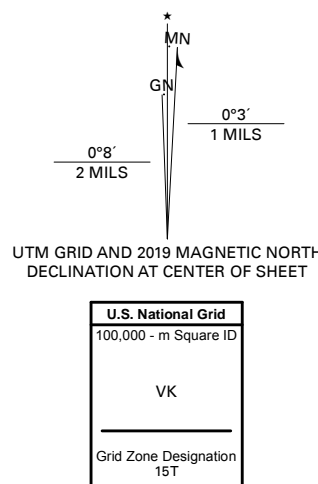 ★
MN
GN
0°3´
1 MILS
0°8´
2 MILS
UTM GRID AND 2019 MAGNETIC NORTH
DECLINATION AT CENTER OF SHEET
U.S. National Grid
100,000 - m Square ID
VK
Grid Zone Designation
15T